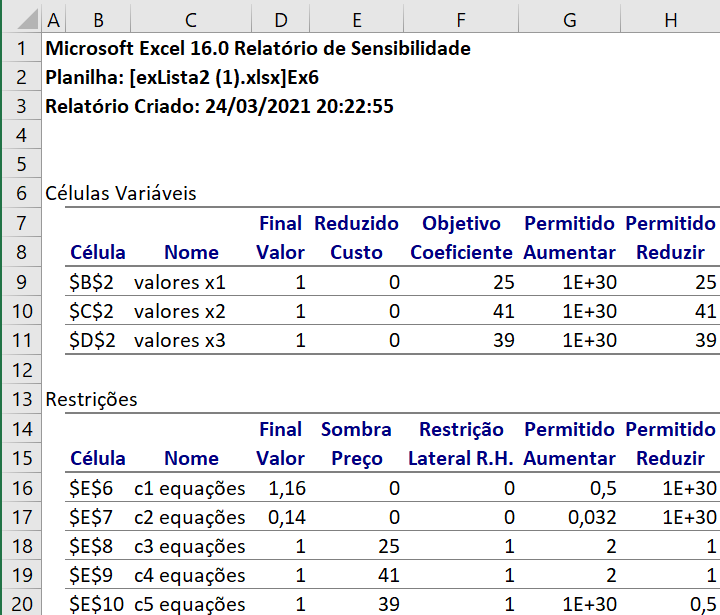 A B C D E F G H
1 Microsoft Excel 16.0 Relatório de Sensibilidade
2 Planilha: [exLista2 (1).xlsx]Ex6
3 Relatório Criado: 24/03/2021 20:22:55
4
5
6 Células Variáveis
7 Final Reduzido Objetivo Permitido Permitido
8 Célula Nome Valor Custo Coeficiente Aumentar Reduzir
9 $B$2 valores x1 1 0 25 1E+30 25
10 $C$2 valores x2 1 0 41 1E+30 41
11 $D$2 valores x3 1 0 39 1E+30 39
12
13 Restrições
14 Final Sombra Restrição Permitido Permitido
15 Célula Nome Valor Preço Lateral R.H. Aumentar Reduzir
16 $E$6 c1 equações 1,16 0 0 0,5 1E+30
17 $E$7 c2 equações 0,14 0 0 0,032 1E+30
18 $E$8 c3 equações 1 25 1 2 1
19 $E$9 c4 equações 1 41 1 2 1
20 $E$10 c5 equações 1 39 1 1E+30 0,5